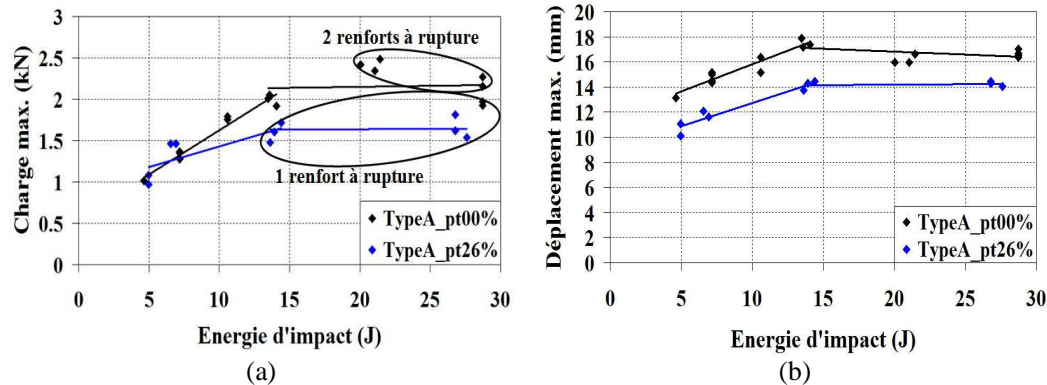 3
2.5
2
1.5
1
0.5
0
Charge max. (kN)
2 renforts à rupture
1 renfort à rupture
TypeA_pt00%
TypeA_pt26%
0 5 10 15 20 25 30
Energie d'impact (J)
(a)
20
18
16
14
12
10
8
6
4
2
0
Déplacement max. (mm)
TypeA_pt00%
TypeA_pt26%
0 5 10 15 20 25 30
Energie d'impact (J)
(b)